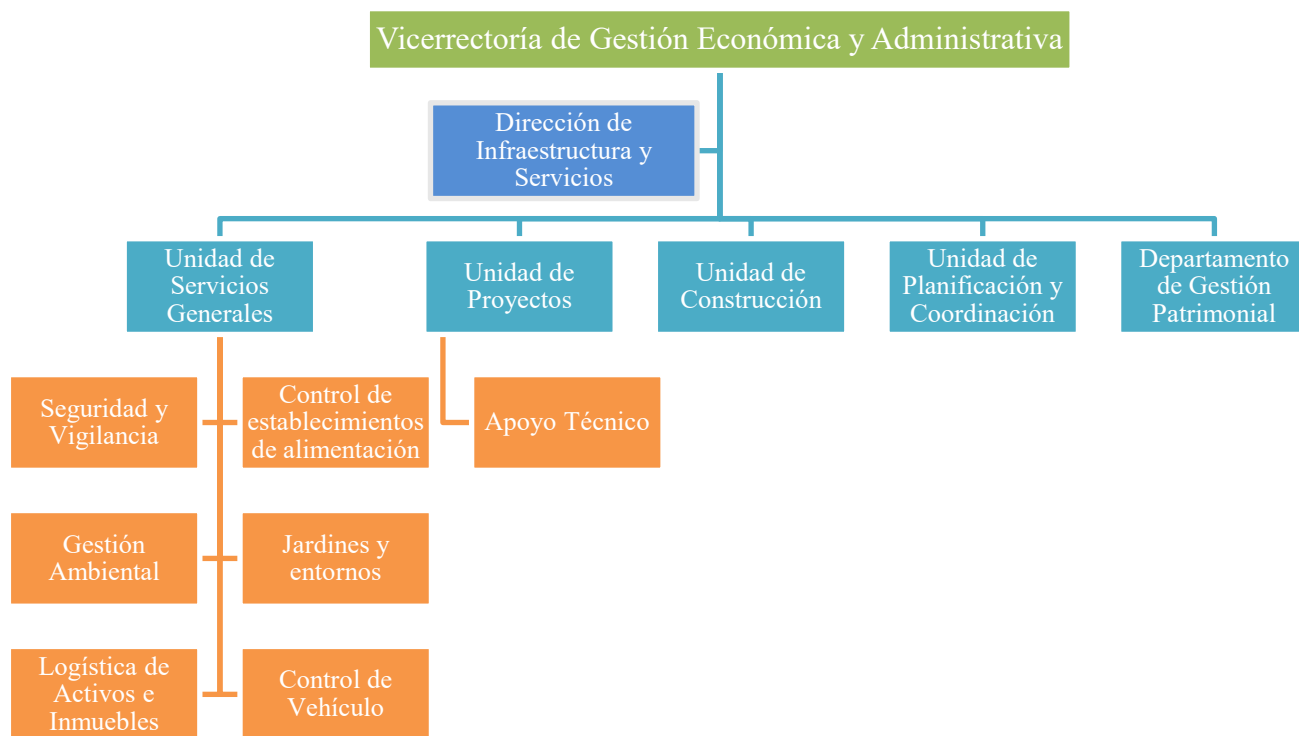 Vicerrectoría de Gestión Económica y Administrativa
Dirección de
Infraestructura y
Servicios
Unidad de
Servicios
Generales
Unidad de
Proyectos
Unidad de
Construcción
Unidad de
Planificación y
Coordinación
Departamento
de Gestión
Patrimonial
Seguridad y
Vigilancia
Control de
establecimientos
de alimentación
Apoyo Técnico
Gestión
Ambiental
Jardines y
entornos
Logística de
Activos e
Inmuebles
Control de
Vehículo